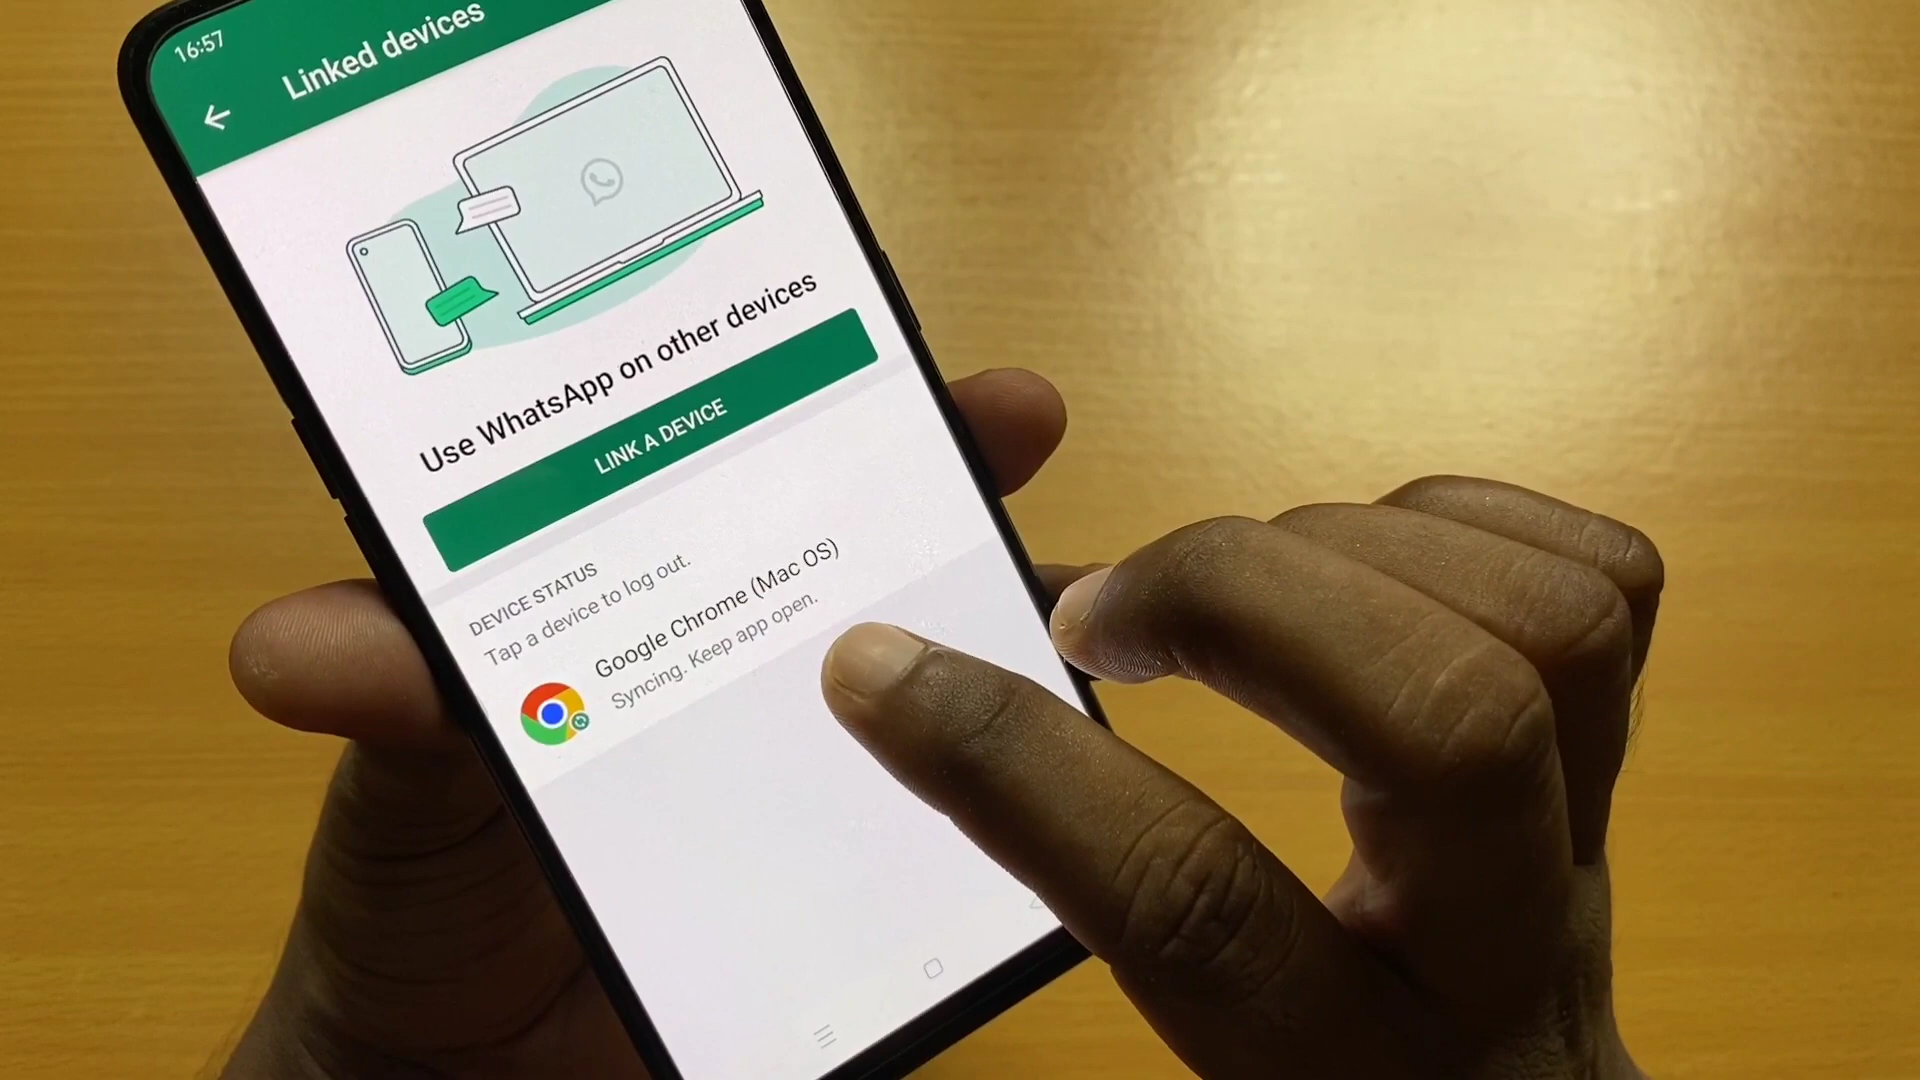 16:57
Linked devices
Use WhatsApp on other devices
LINK A DEVICE
DEVICE STATUS
Tap a device to log out.
Google Chrome (Mac OS)
Syncing. Keep app open.